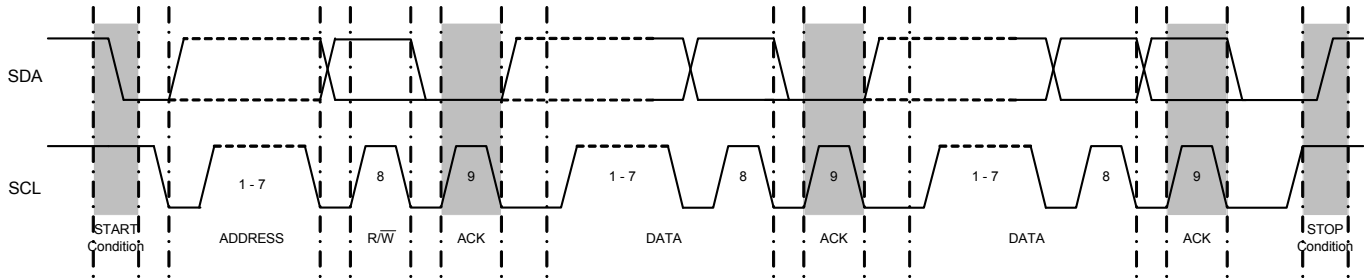 SDA
SCL
1 - 7
8
9
1 - 7
8
9
1 - 7
8
9
START
Condition
ADDRESS
R/W̅
ACK
DATA
ACK
DATA
ACK
STOP
Condition